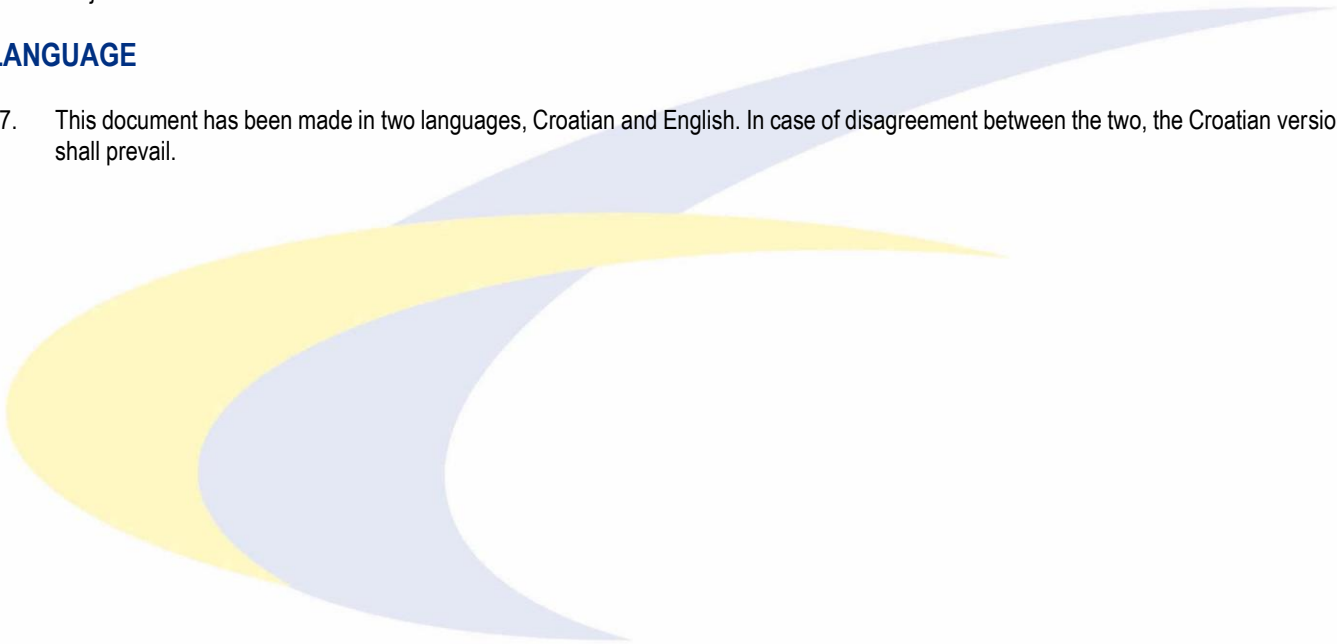 LANGUAGE
7. This document has been made in two languages, Croatian and English. In case of disagreement between the two, the Croatian versio
shall prevail.